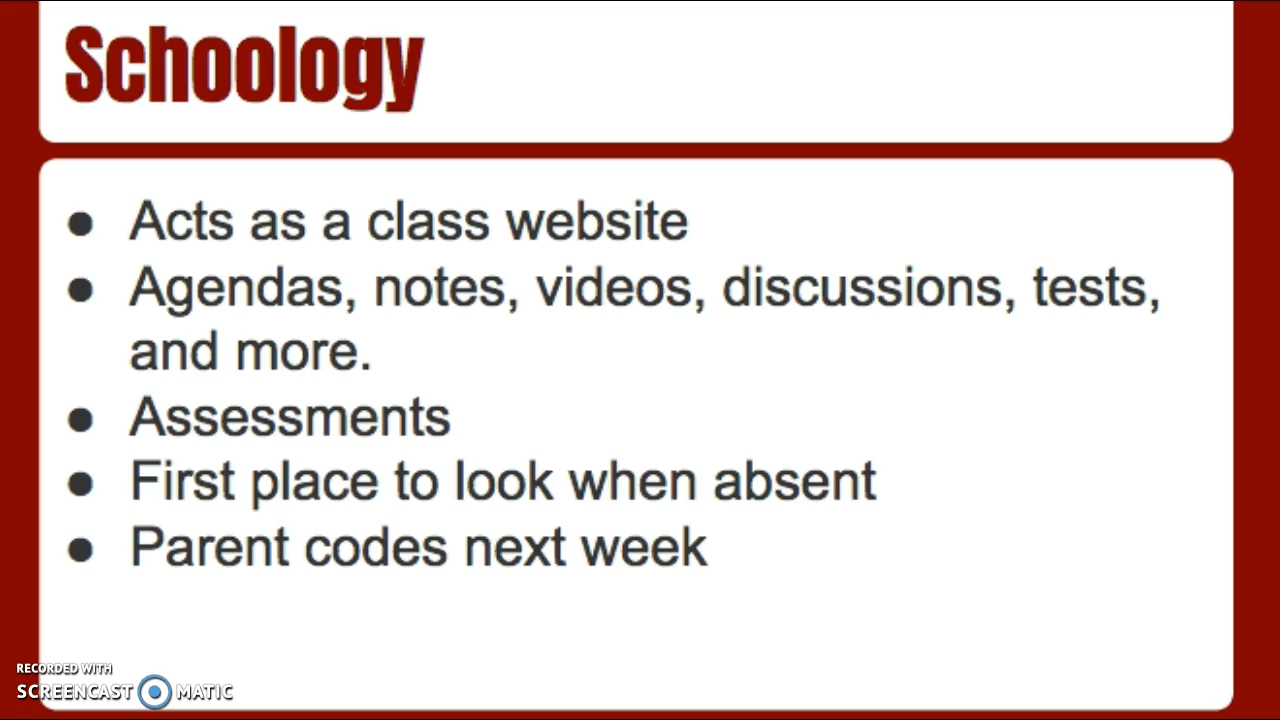 Schoology
● Acts as a class website
● Agendas, notes, videos, discussions, tests,
and more.
● Assessments
● First place to look when absent
● Parent codes next week
RECORDED WITH
SCREENCAST MATIC